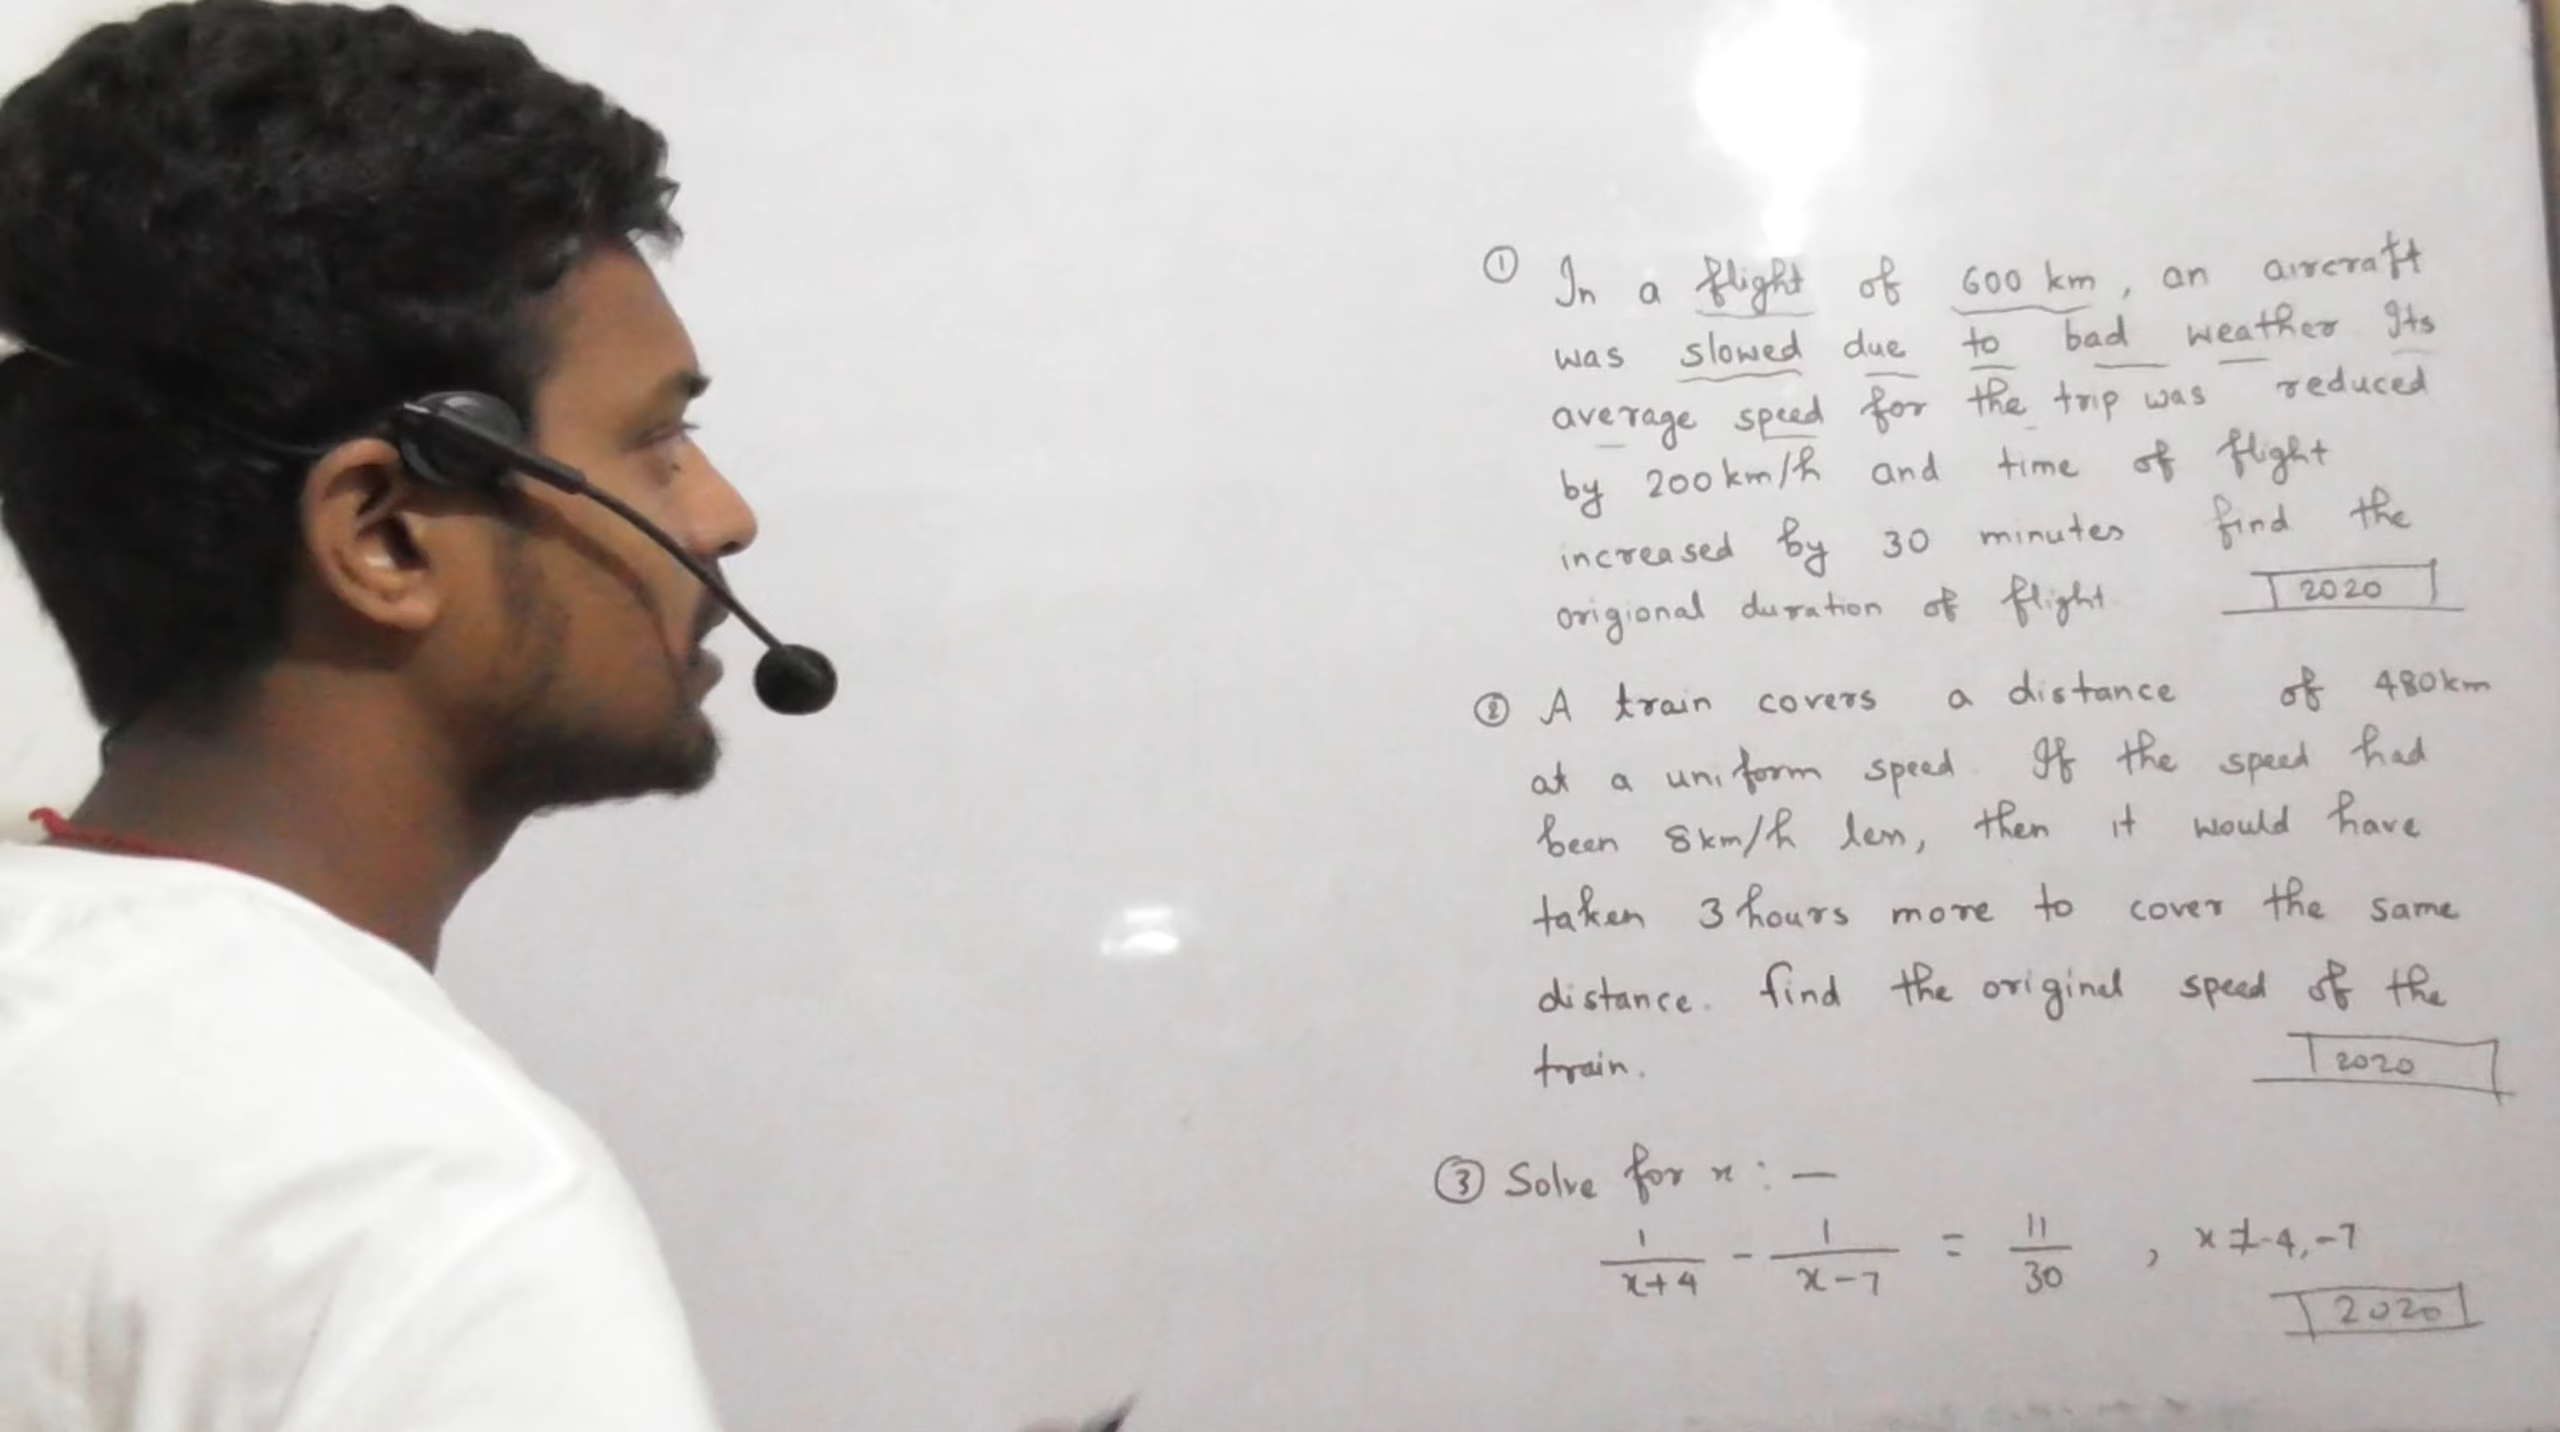 ① In a flight of 600 km, an aircraft
was slowed due to bad weather Its
average speed for the trip was reduced
by 200 km/h and time of flight
increased by 30 minutes find the
origional duration of flight
2020
② A train covers a distance of 480km
at a uniform speed. If the speed had
been 8km/h less, then it would have
taken 3 hours more to cover the same
distance. find the original speed of the
train.
2020
③ Solve for x : —
1/(x+4) - 1/(x-7) = 11/30 , x ≠ -4, -7
2020